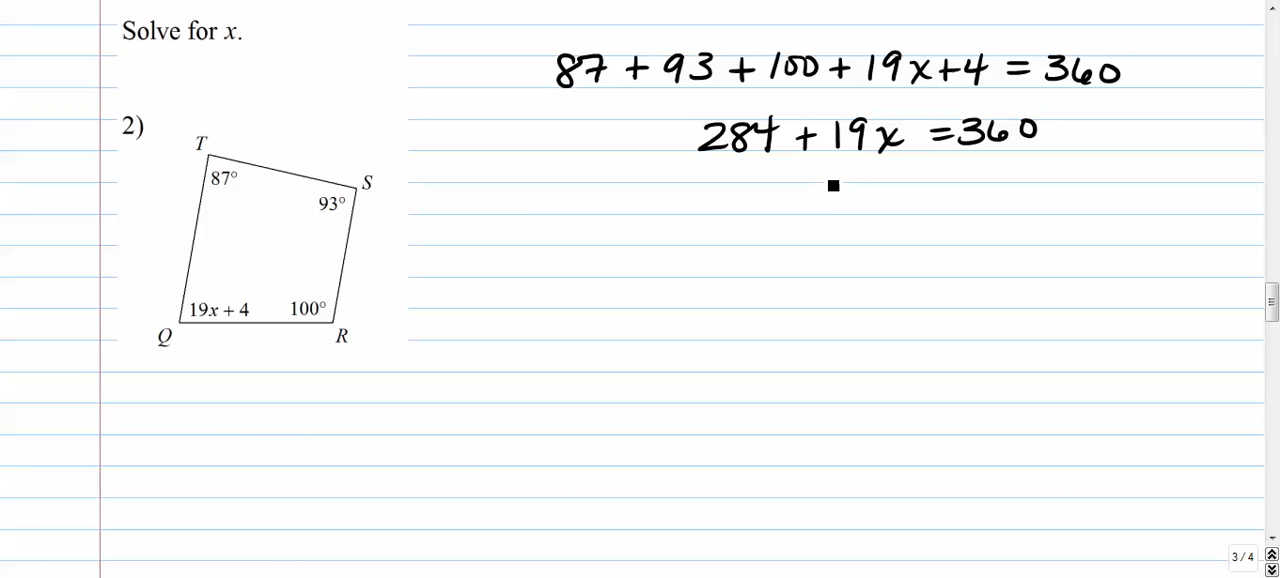 Solve for x.
87 + 93 + 100 + 19x + 4 = 360
284 + 19x = 360
2)
T
87°
S
93°
19x + 4
100°
Q
R
3 / 4